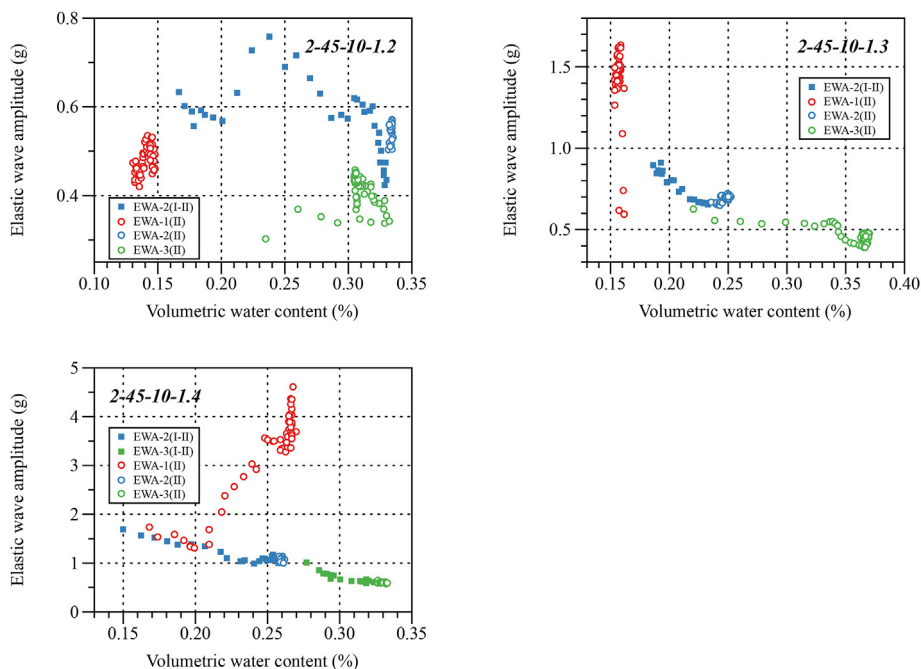 2-45-10-1.2
Elastic wave amplitude (g)
0.8
0.6
0.4
EWA-2(I-II)
EWA-1(II)
EWA-2(II)
EWA-3(II)
0.10 0.15 0.20 0.25 0.30 0.35
Volumetric water content (%)
2-45-10-1.3
Elastic wave amplitude (g)
1.5
1.0
0.5
EWA-2(I-II)
EWA-1(II)
EWA-2(II)
EWA-3(II)
0.10 0.15 0.20 0.25 0.30 0.35 0.40
Volumetric water content (%)
2-45-10-1.4
Elastic wave amplitude (g)
5
4
3
2
1
0
EWA-2(I-II)
EWA-3(I-II)
EWA-1(II)
EWA-2(II)
EWA-3(II)
0.15 0.20 0.25 0.30 0.35
Volumetric water content (%)